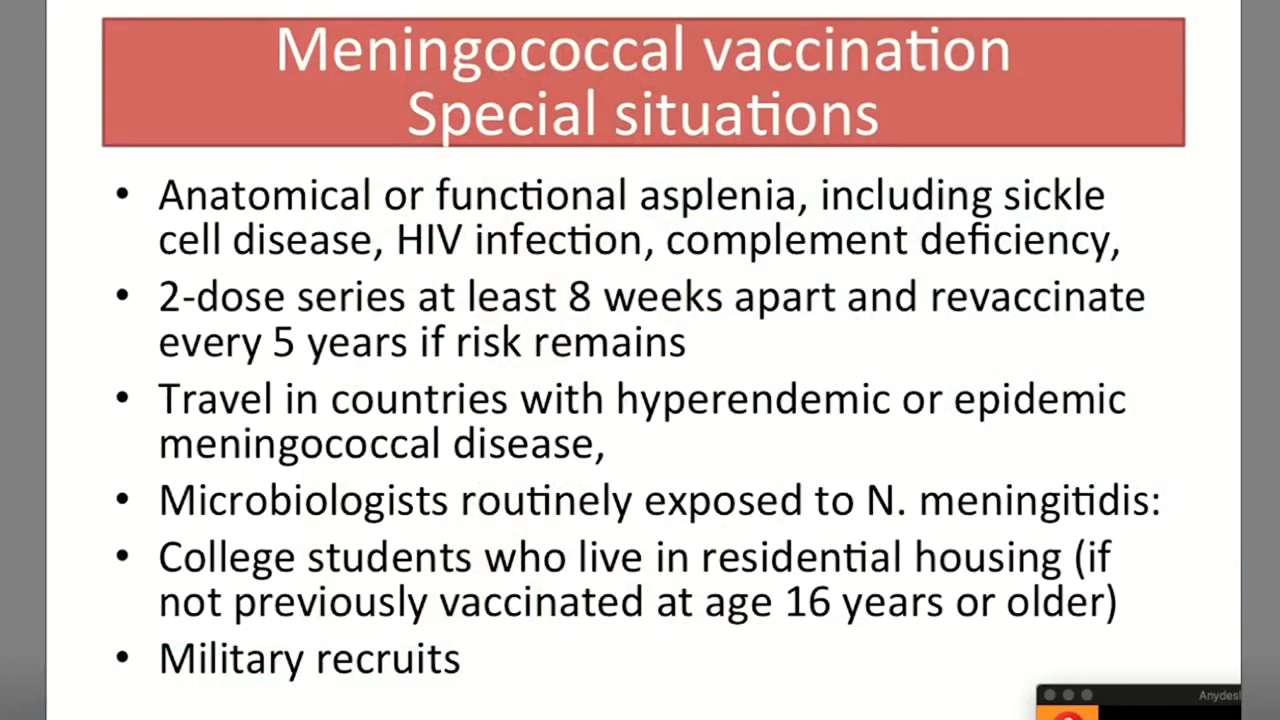 Meningococcal vaccination
Special situations
• Anatomical or functional asplenia, including sickle
cell disease, HIV infection, complement deficiency,
• 2-dose series at least 8 weeks apart and revaccinate
every 5 years if risk remains
• Travel in countries with hyperendemic or epidemic
meningococcal disease,
• Microbiologists routinely exposed to N. meningitidis:
• College students who live in residential housing (if
not previously vaccinated at age 16 years or older)
• Military recruits